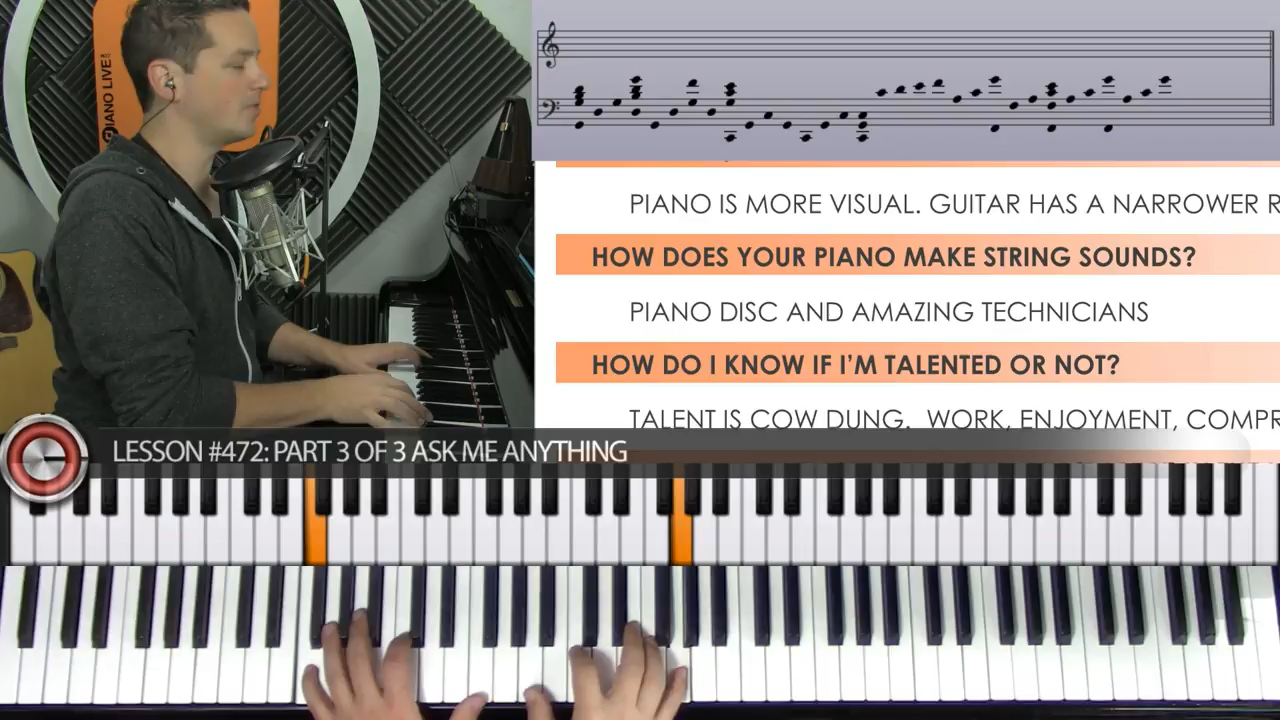 PIANO LIVE
PIANO IS MORE VISUAL. GUITAR HAS A NARROWER R
HOW DOES YOUR PIANO MAKE STRING SOUNDS?
PIANO DISC AND AMAZING TECHNICIANS
HOW DO I KNOW IF I'M TALENTED OR NOT?
TALENT IS COW DUNG. WORK, ENJOYMENT, COMPR
LESSON #472: PART 3 OF 3 ASK ME ANYTHING